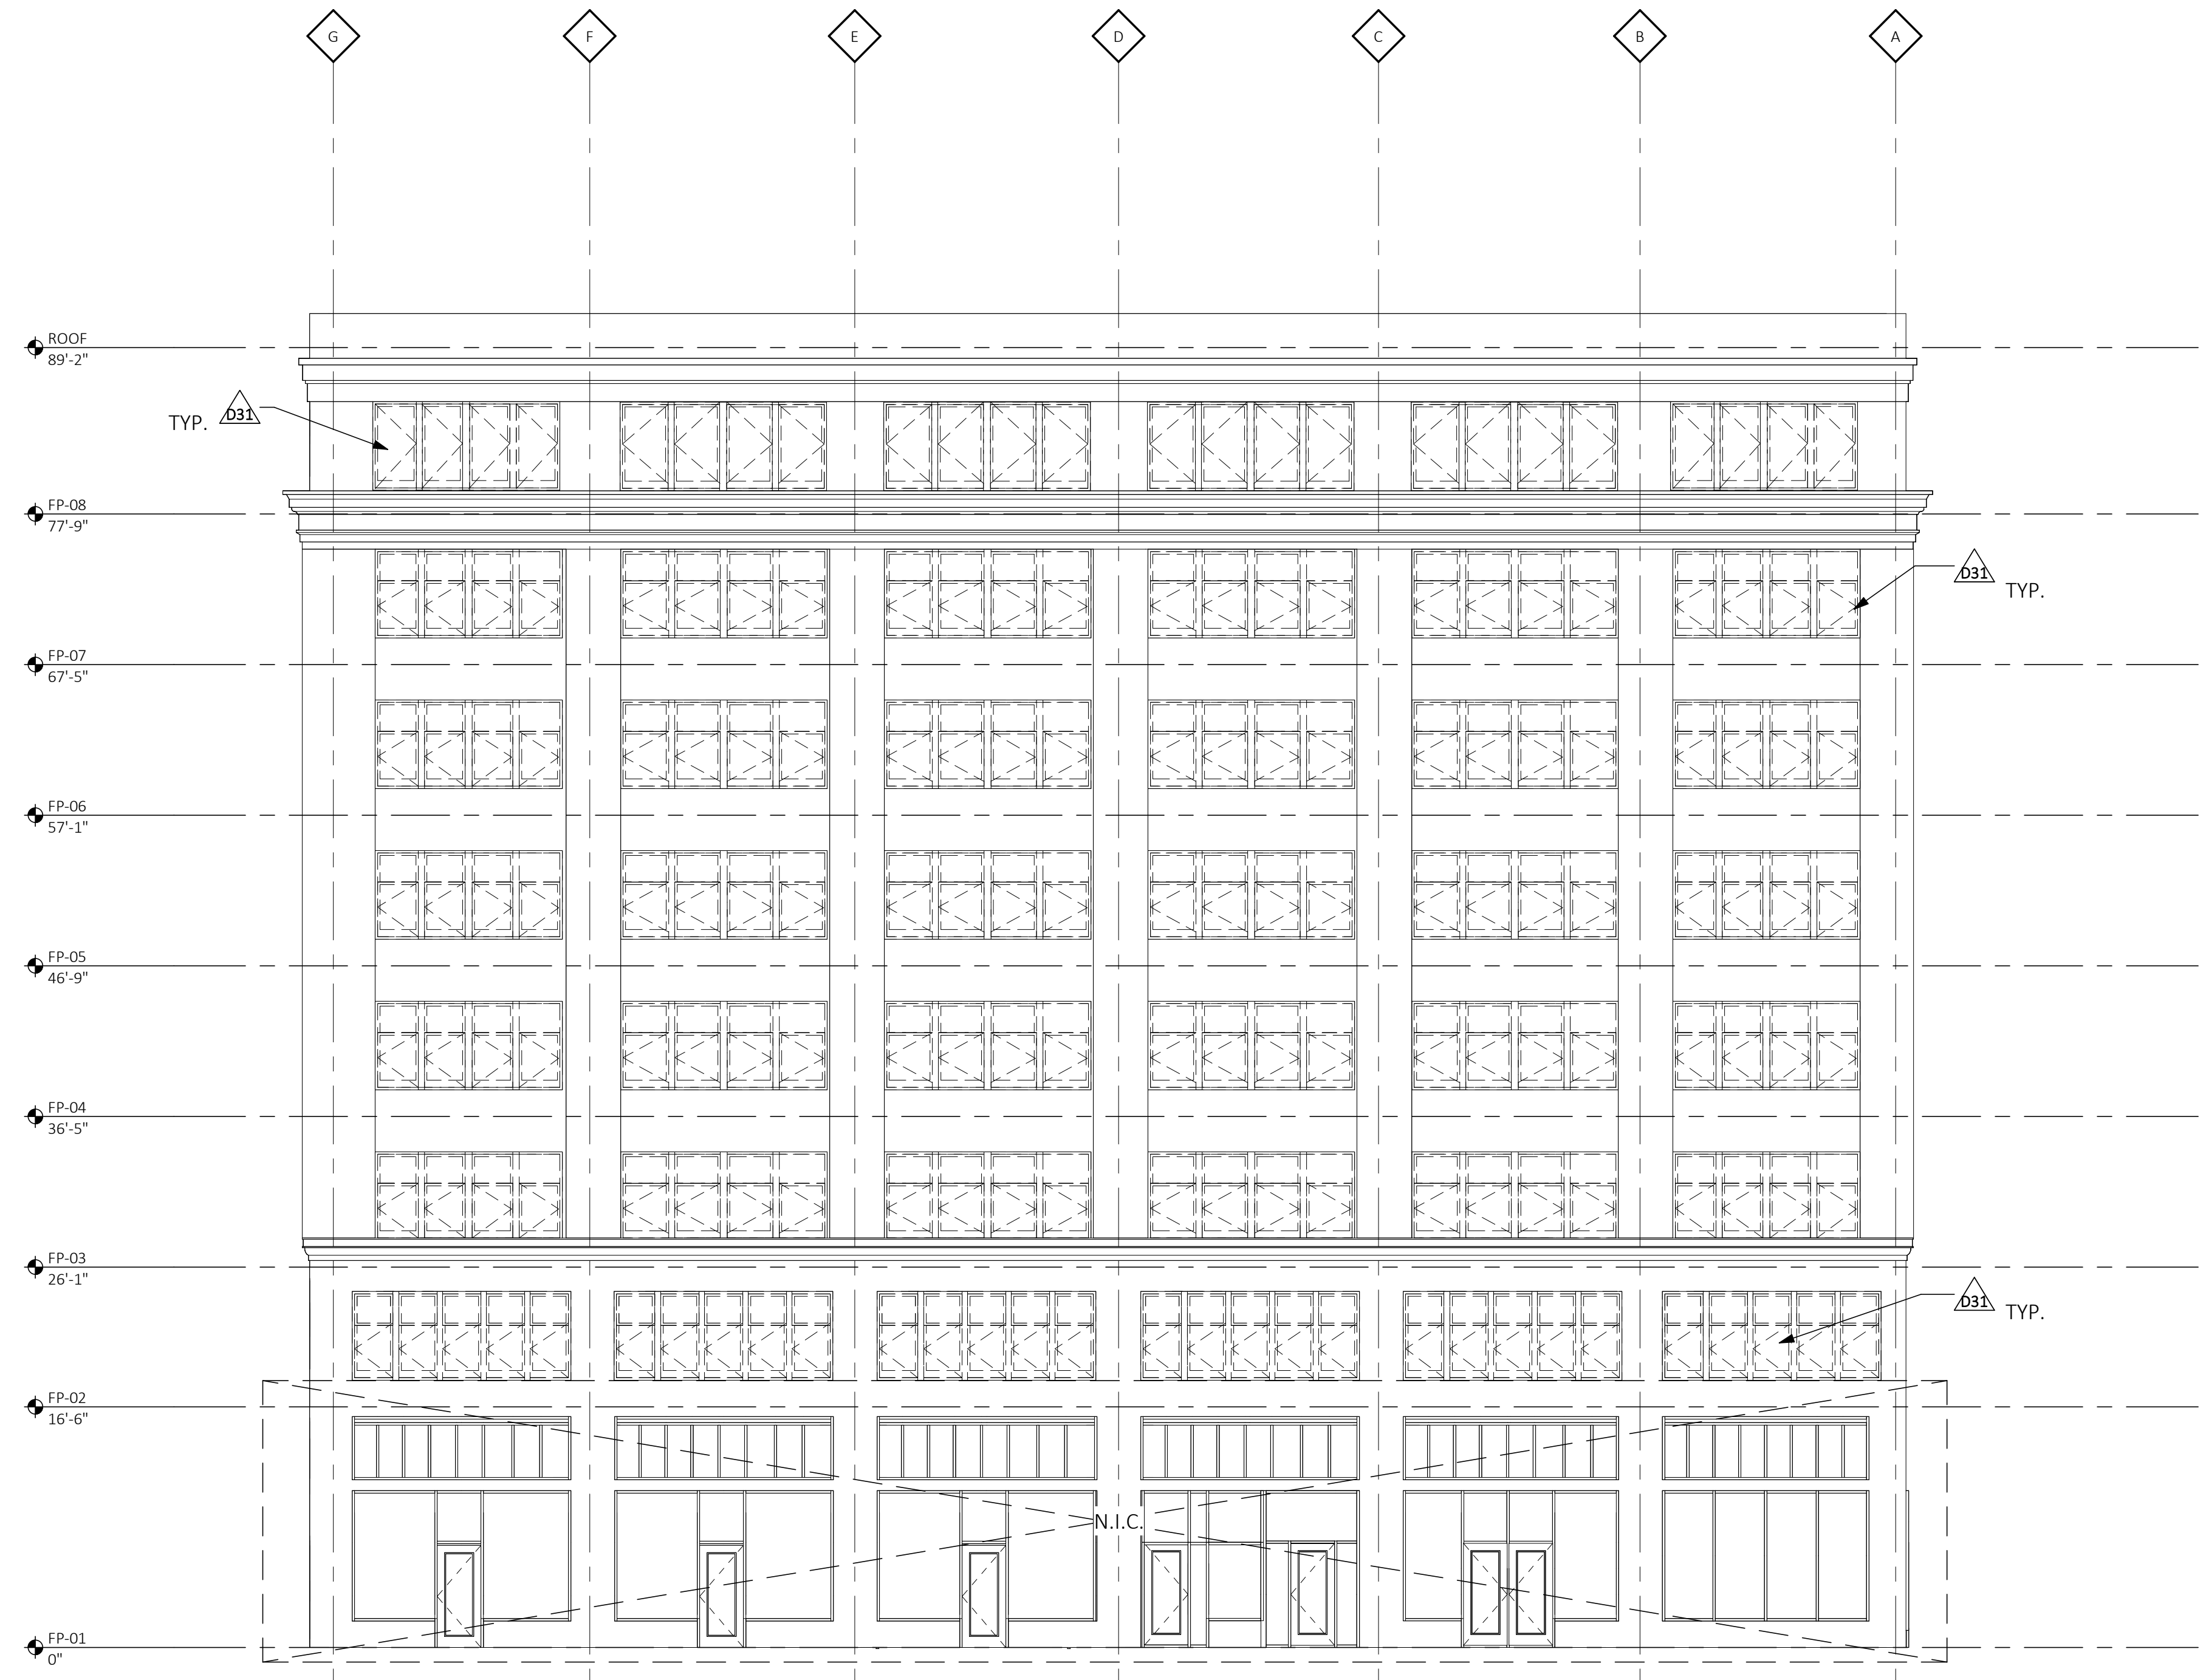 G F E D C B A
ROOF
89'-2"
TYP. D31
FP-08
77'-9"
D31
TYP.
FP-07
67'-5"
FP-06
57'-1"
FP-05
46'-9"
FP-04
36'-5"
FP-03
26'-1"
D31
TYP.
FP-02
16'-6"
N.I.C.
FP-01
0"